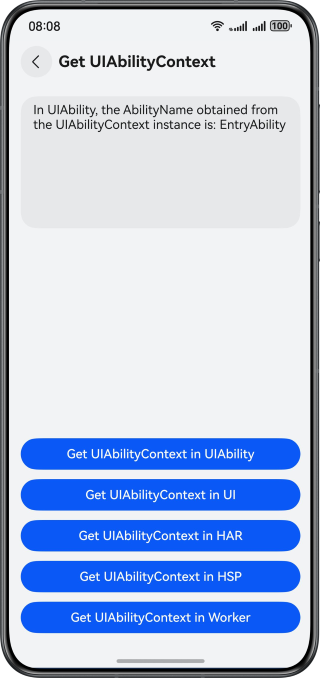 08:08
100
Get UIAbilityContext
In UIAbility, the AbilityName obtained from
the UIAbilityContext instance is: EntryAbility
Get UIAbilityContext in UIAbility
Get UIAbilityContext in UI
Get UIAbilityContext in HAR
Get UIAbilityContext in HSP
Get UIAbilityContext in Worker